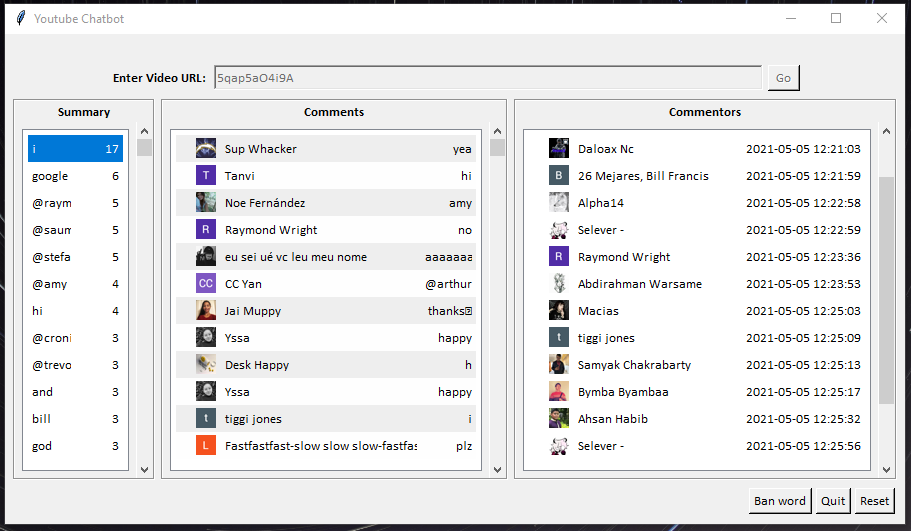 Youtube Chatbot
Enter Video URL: 5qap5aO4i9A Go
Summary
i 17
google 6
@raym 5
@saum 5
@stefa 5
@amy 4
hi 4
@croni 3
@trevo 3
and 3
bill 3
god 3
Comments
Sup Whacker yea
T Tanvi hi
Noe Fernández amy
R Raymond Wright no
eu sei ué vc leu meu nome aaaaaaa
CC CC Yan @arthur
Jai Muppy thanks
Yssa happy
Desk Happy h
Yssa happy
t tiggi jones i
L Fastfastfast-slow slow slow-fastfas plz
Commentors
Daloax Nc 2021-05-05 12:21:03
B 26 Mejares, Bill Francis 2021-05-05 12:21:59
Alpha14 2021-05-05 12:22:58
Selever - 2021-05-05 12:22:59
R Raymond Wright 2021-05-05 12:23:36
Abdirahman Warsame 2021-05-05 12:23:53
Macias 2021-05-05 12:25:03
t tiggi jones 2021-05-05 12:25:09
Samyak Chakrabarty 2021-05-05 12:25:13
Bymba Byambaa 2021-05-05 12:25:17
Ahsan Habib 2021-05-05 12:25:32
Selever - 2021-05-05 12:25:56
Ban word Quit Reset